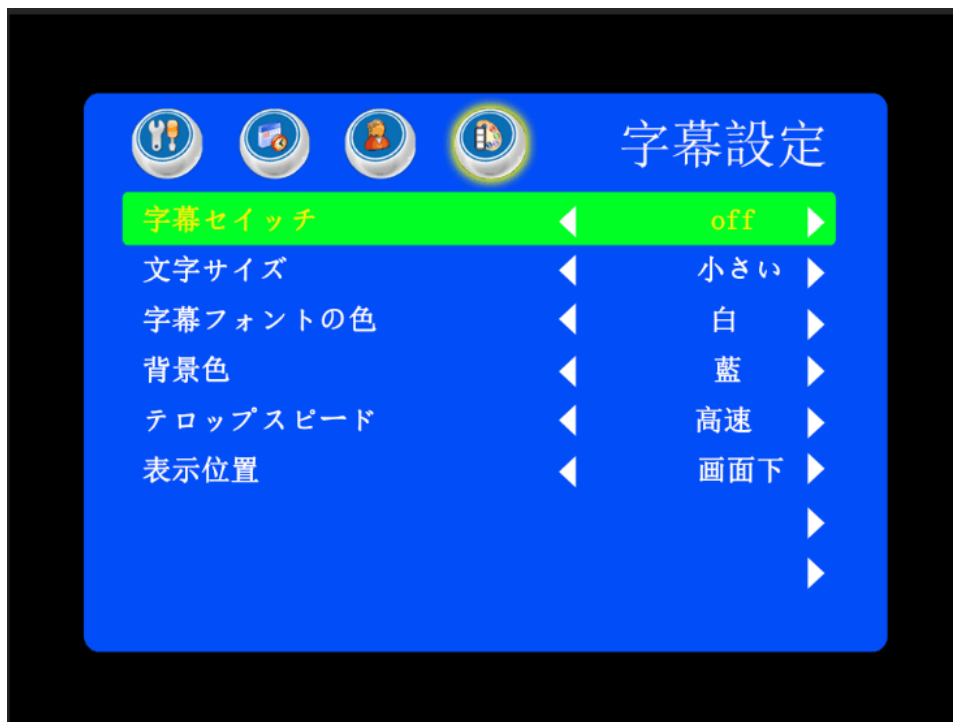 字幕設定
字幕セイッチ off
文字サイズ 小さい
字幕フォントの色 白
背景色 藍
テロップスピード 高速
表示位置 画面下